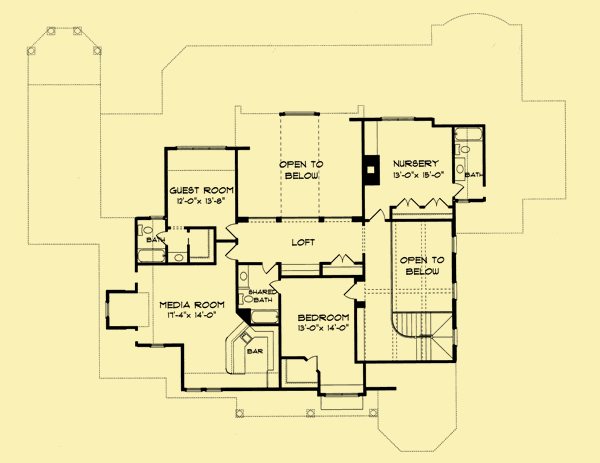 OPEN TO
BELOW
NURSERY
13'-0" X 15'-0"
BATH
GUEST ROOM
12'-0" X 13'-8"
BATH
LOFT
OPEN TO
BELOW
MEDIA ROOM
17'-4" X 14'-0"
SHARED
BATH
BEDROOM
13'-0" X 14'-0"
BAR